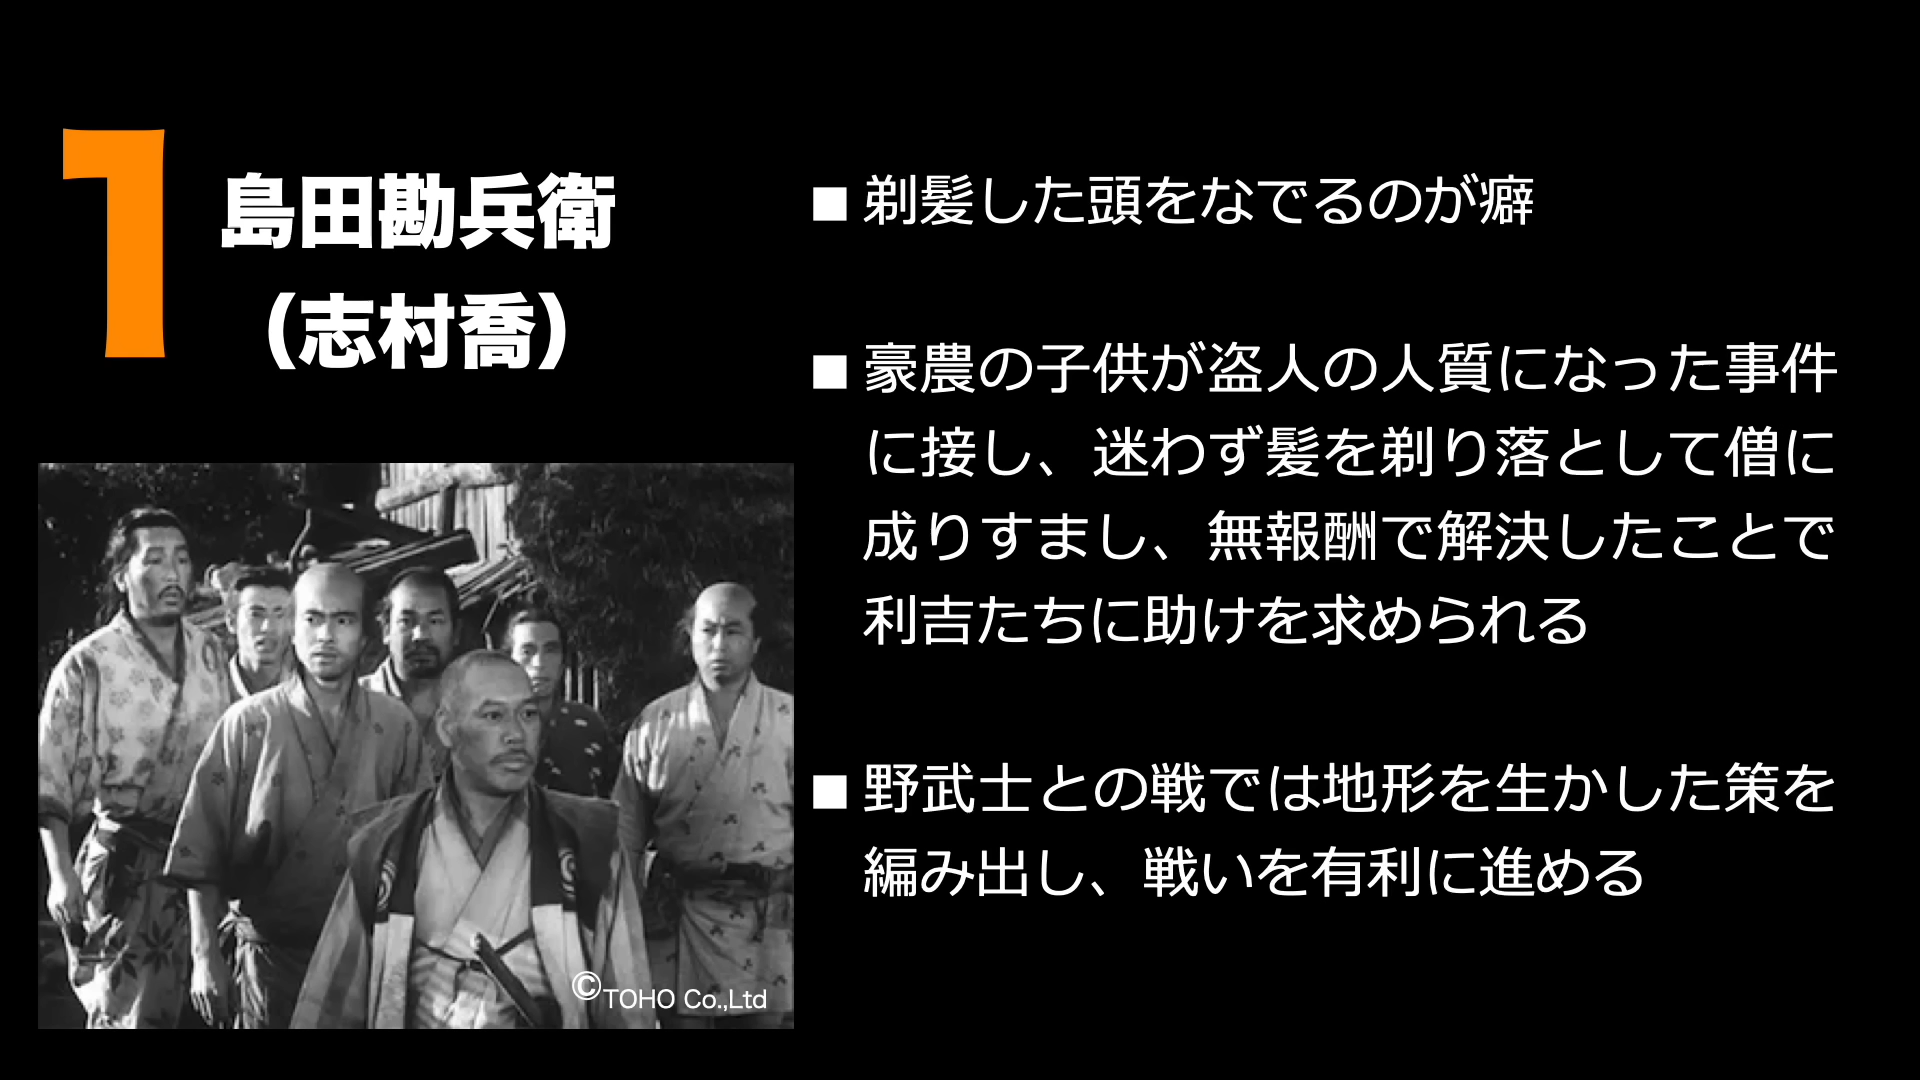 1
島田勘兵衛
（志村喬）
■剃髪した頭をなでるのが癖
■豪農の子供が盗人の人質になった事件
に接し、迷わず髪を剃り落として僧に
成りすまし、無報酬で解決したことで
利吉たちに助けを求められる
■野武士との戦では地形を生かした策を
編み出し、戦いを有利に進める
©TOHO Co.,Ltd